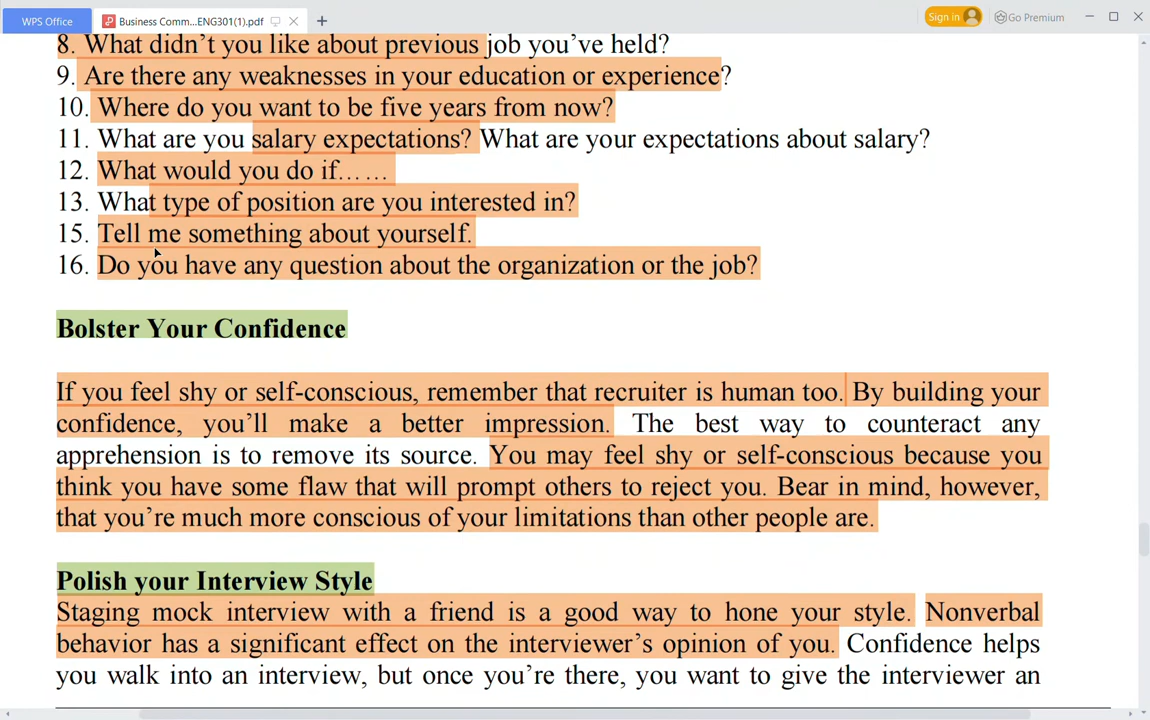 WPS Office
Business Comm...ENG301(1).pdf
Sign in
Go Premium
8. What didn't you like about previous job you've held?
9. Are there any weaknesses in your education or experience?
10. Where do you want to be five years from now?
11. What are you salary expectations? What are your expectations about salary?
12. What would you do if……
13. What type of position are you interested in?
15. Tell me something about yourself.
16. Do you have any question about the organization or the job?
Bolster Your Confidence
If you feel shy or self-conscious, remember that recruiter is human too. By building your
confidence, you'll make a better impression. The best way to counteract any
apprehension is to remove its source. You may feel shy or self-conscious because you
think you have some flaw that will prompt others to reject you. Bear in mind, however,
that you're much more conscious of your limitations than other people are.
Polish your Interview Style
Staging mock interview with a friend is a good way to hone your style. Nonverbal
behavior has a significant effect on the interviewer's opinion of you. Confidence helps
you walk into an interview, but once you're there, you want to give the interviewer an